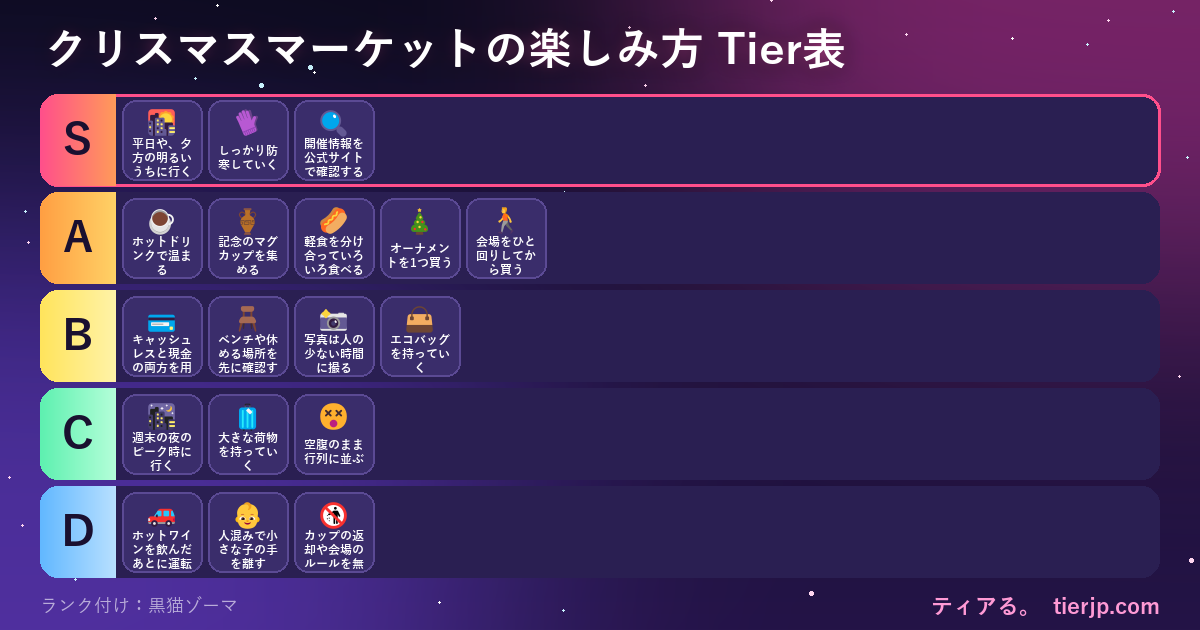 クリスマスマーケットの楽しみ方 Tier表
S
平日や、夕
方の明るい
うちに行く
しっかり防
寒していく
開催情報を
公式サイト
で確認する
A
ホットドリ
ンクで温ま
る
記念のマグ
カップを集
める
軽食を分け
合っていろ
いろ食べる
オーナメン
トを1つ買う
会場をひと
回りしてか
ら買う
B
キャッシュ
レスと現金
の両方を用
ベンチや休
める場所を
先に確認す
写真は人の
少ない時間
に撮る
エコバッグ
を持ってい
く
C
週末の夜の
ピーク時に
行く
大きな荷物
を持ってい
く
空腹のまま
行列に並ぶ
D
ホットワイ
ンを飲んだ
あとに運転
人混みで小
さな子の手
を離す
カップの返
却や会場の
ルールを無
ランク付け：黒猫ゾーマ
ティアる。 tierjp.com